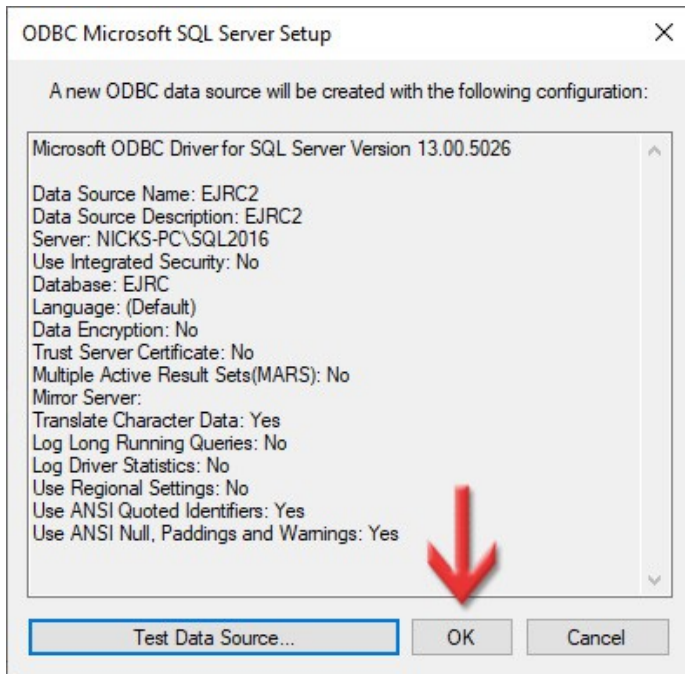 ODBC Microsoft SQL Server Setup
A new ODBC data source will be created with the following configuration:
Microsoft ODBC Driver for SQL Server Version 13.00.5026
Data Source Name: EJRC2
Data Source Description: EJRC2
Server: NICKS-PC\SQL2016
Use Integrated Security: No
Database: EJRC
Language: (Default)
Data Encryption: No
Trust Server Certificate: No
Multiple Active Result Sets(MARS): No
Mirror Server:
Translate Character Data: Yes
Log Long Running Queries: No
Log Driver Statistics: No
Use Regional Settings: No
Use ANSI Quoted Identifiers: Yes
Use ANSI Null, Paddings and Warnings: Yes
Test Data Source...
OK
Cancel